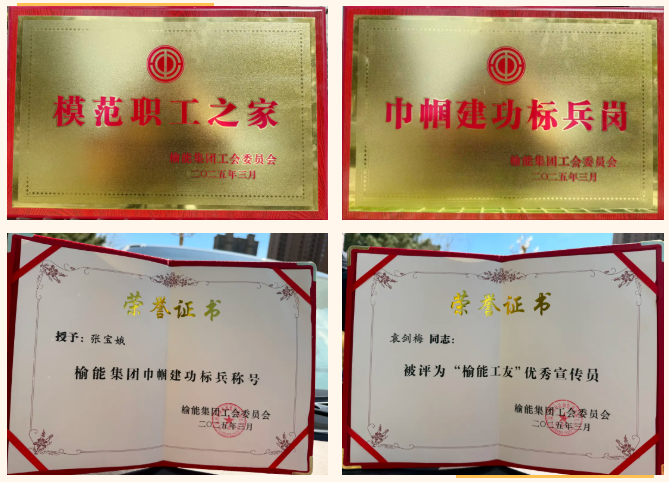 模范职工之家
榆能集团工会委员会
二〇二五年三月
巾帼建功标兵岗
榆能集团工会委员会
二〇二五年三月
荣誉证书
授予：张宝娥
榆能集团巾帼建功标兵称号
榆能集团工会委员会
二〇二五年三月
荣誉证书
袁剑梅 同志：
被评为“榆能工友”优秀宣传员
榆能集团工会委员会
二〇二五年三月